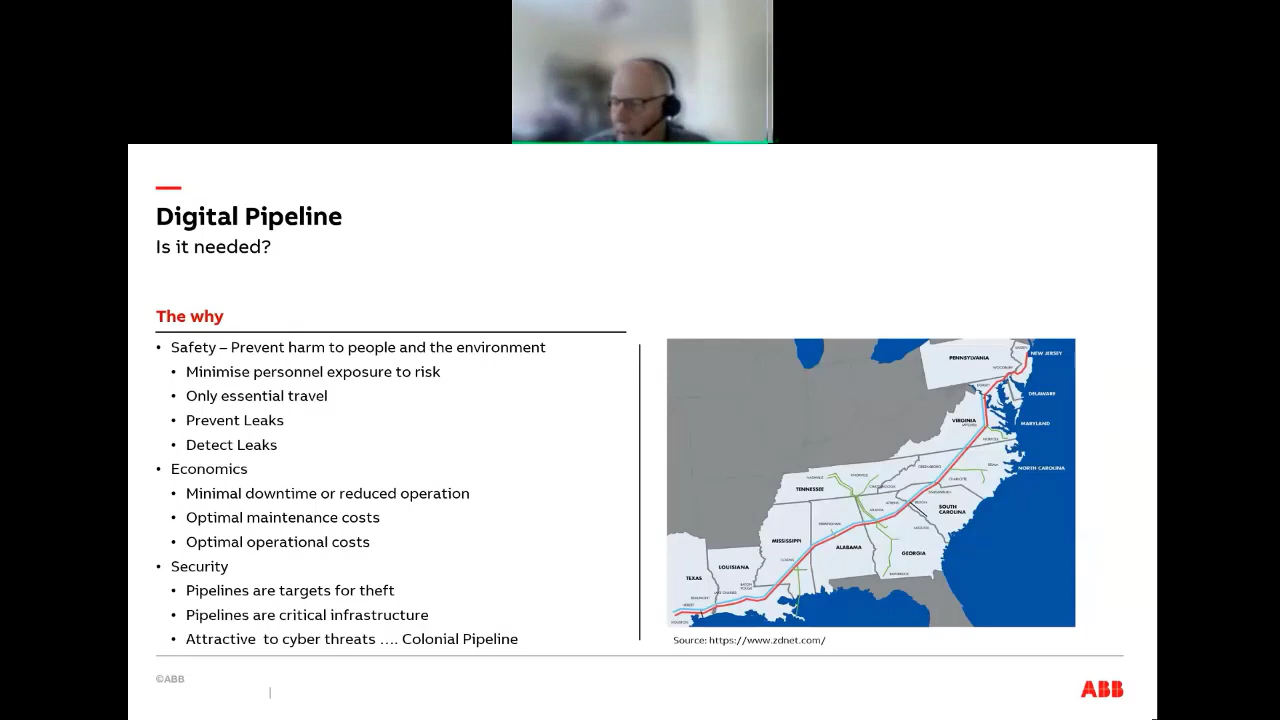 Digital Pipeline
Is it needed?
The why
• Safety – Prevent harm to people and the environment
• Minimise personnel exposure to risk
• Only essential travel
• Prevent Leaks
• Detect Leaks
• Economics
• Minimal downtime or reduced operation
• Optimal maintenance costs
• Optimal operational costs
• Security
• Pipelines are targets for theft
• Pipelines are critical infrastructure
• Attractive  to cyber threats …. Colonial Pipeline
PENNSYLVANIA
NEW JERSEY
DELAWARE
MARYLAND
VIRGINIA
NORTH CAROLINA
TENNESSEE
SOUTH
CAROLINA
MISSISSIPPI
ALABAMA
GEORGIA
LOUISIANA
TEXAS
Source: https://www.zdnet.com/
©ABB
ABB